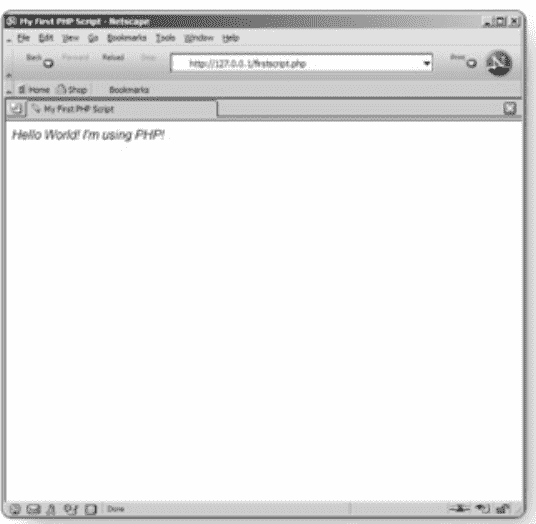 My First PHP Script - Netscape
File Edit View Go Bookmarks Tools Window Help
Back Forward Reload Stop http://127.0.0.1/firstscript.php Print
Home Shop Bookmarks
My First PHP Script
Hello World! I'm using PHP!
Done